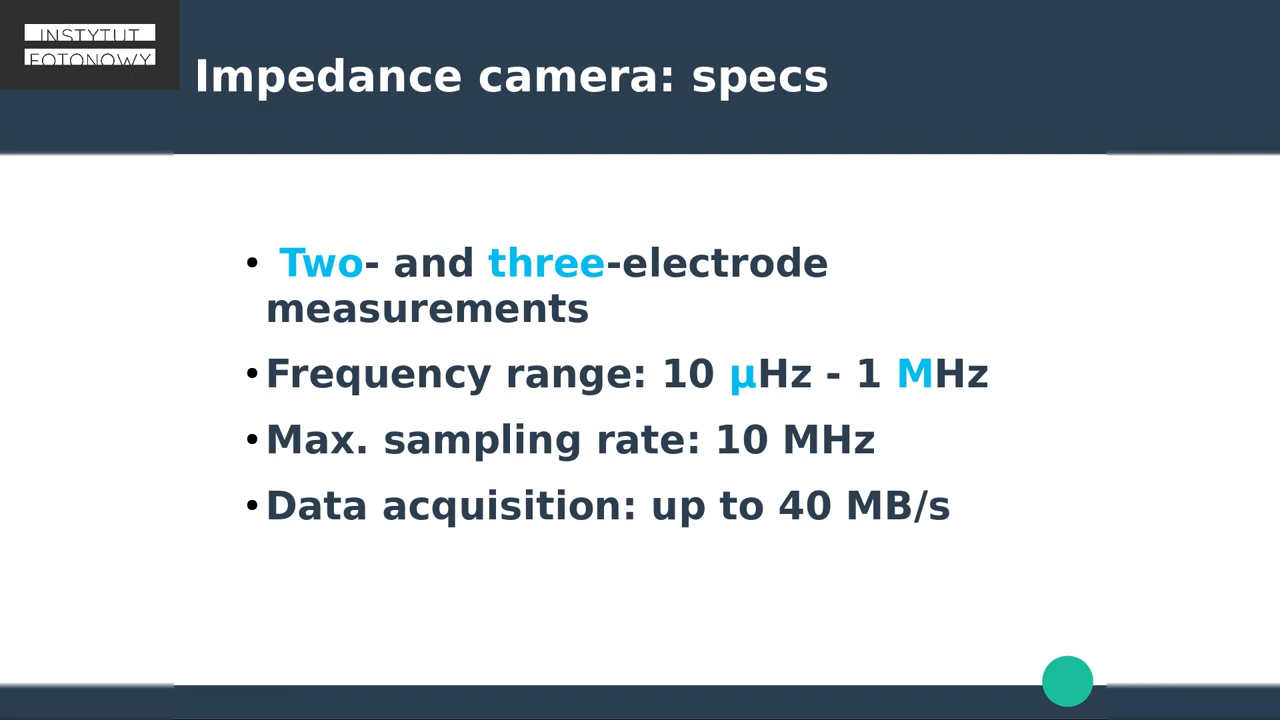 INSTYTUT
FOTONOWY
Impedance camera: specs
• Two- and three-electrode
measurements
• Frequency range: 10 µHz - 1 MHz
• Max. sampling rate: 10 MHz
• Data acquisition: up to 40 MB/s